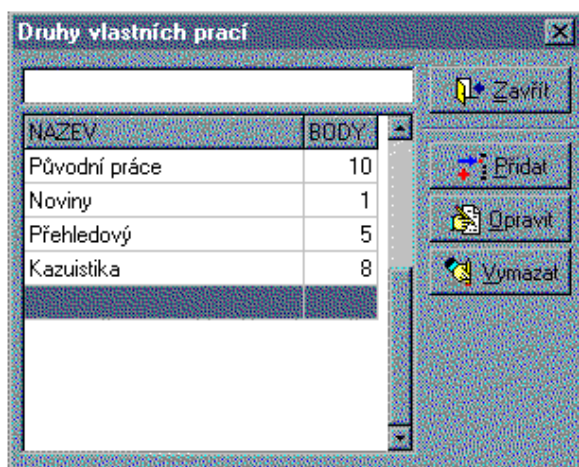 Druhy vlastních prací
Zavřít
NAZEV BODY
Původní práce 10
Noviny 1
Přehledový 5
Kazuistika 8
Přidat
Opravit
Vymazat